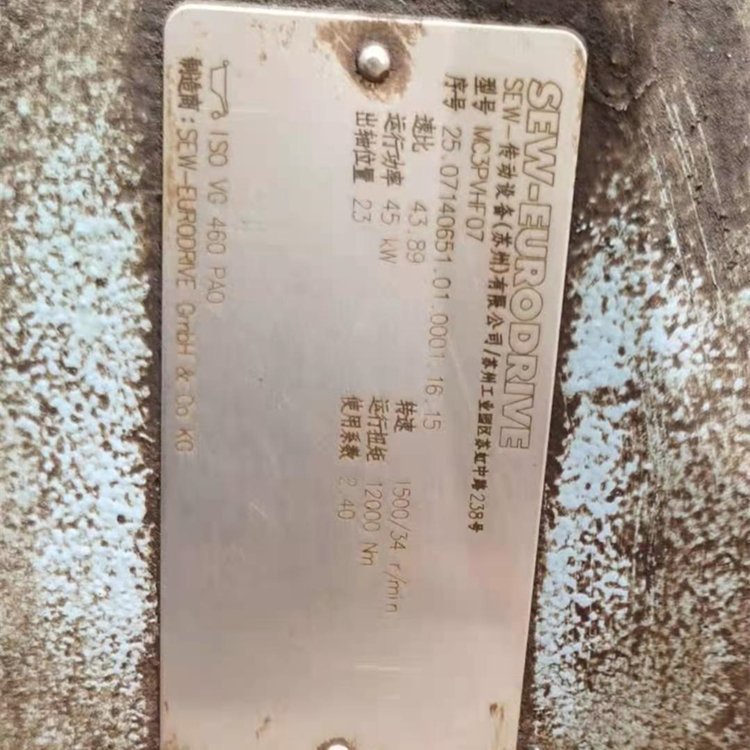 SEW-EURODRIVE
SEW-传动设备(苏州)有限公司/苏州工业园区苏虹中路238号
型号 MC3PVHF07
序号 25.07140651.01.0001.16.15
速比 43.89 转速 1500/34 r/min
运行功率 45 kW 运行扭矩 12000 Nm
出轴位置 23 使用系数 2.40
ISO VG 460 PAO
制造商:SEW-EURODRIVE GmbH & Co KG